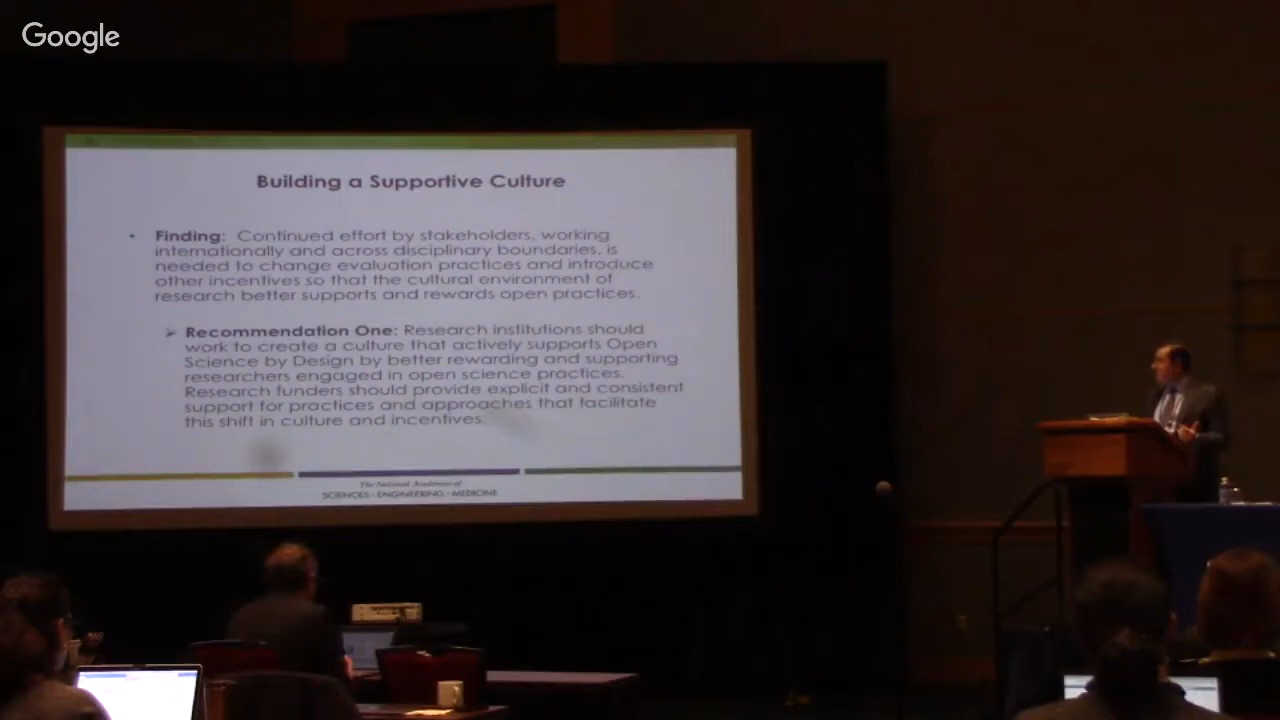 Google
Building a Supportive Culture
• Finding: Continued effort by stakeholders, working
internationally and across disciplinary boundaries, is
needed to change evaluation practices and introduce
other incentives so that the cultural environment of
research better supports and rewards open practices.
➢ Recommendation One: Research institutions should
work to create a culture that actively supports Open
Science by Design by better rewarding and supporting
researchers engaged in open science practices.
Research funders should provide explicit and consistent
support for practices and approaches that facilitate
this shift in culture and incentives.
The National Academies of
SCIENCES • ENGINEERING • MEDICINE